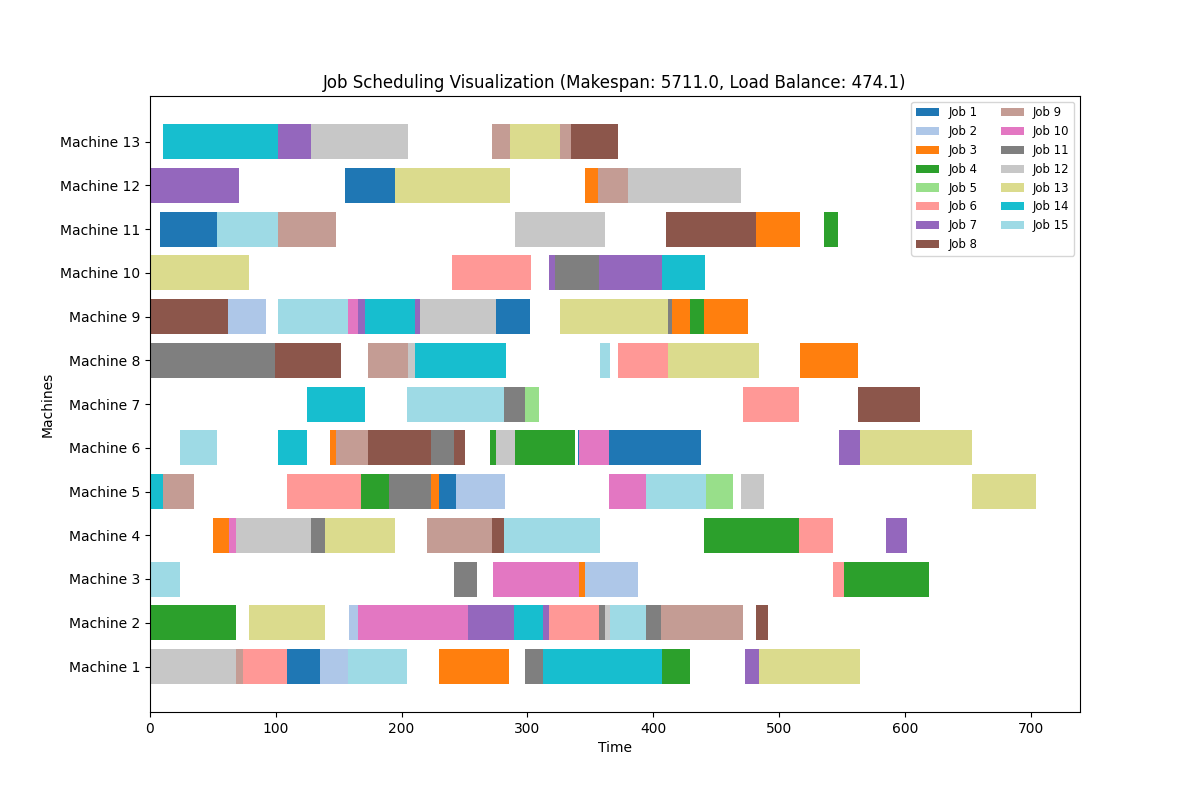 Job Scheduling Visualization (Makespan: 5711.0, Load Balance: 474.1)
Machine 13
Machine 12
Machine 11
Machine 10
Machine 9
Machine 8
Machine 7
Machine 6
Machine 5
Machine 4
Machine 3
Machine 2
Machine 1
Machines
0 100 200 300 400 500 600 700
Time
Job 1
Job 2
Job 3
Job 4
Job 5
Job 6
Job 7
Job 8
Job 9
Job 10
Job 11
Job 12
Job 13
Job 14
Job 15